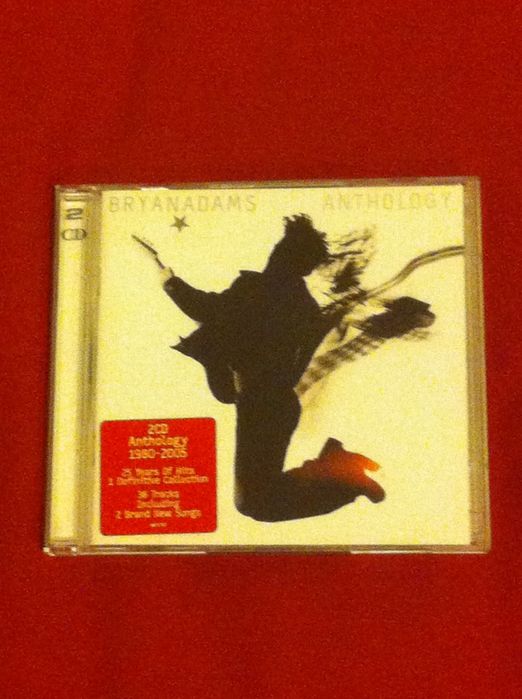 2
CD
BRYANADAMS ANTHOLOGY
2CD
Anthology
1980-2005
25 Years Of Hits
1 Definitive Collection
36 Tracks
Including
2 Brand New Songs